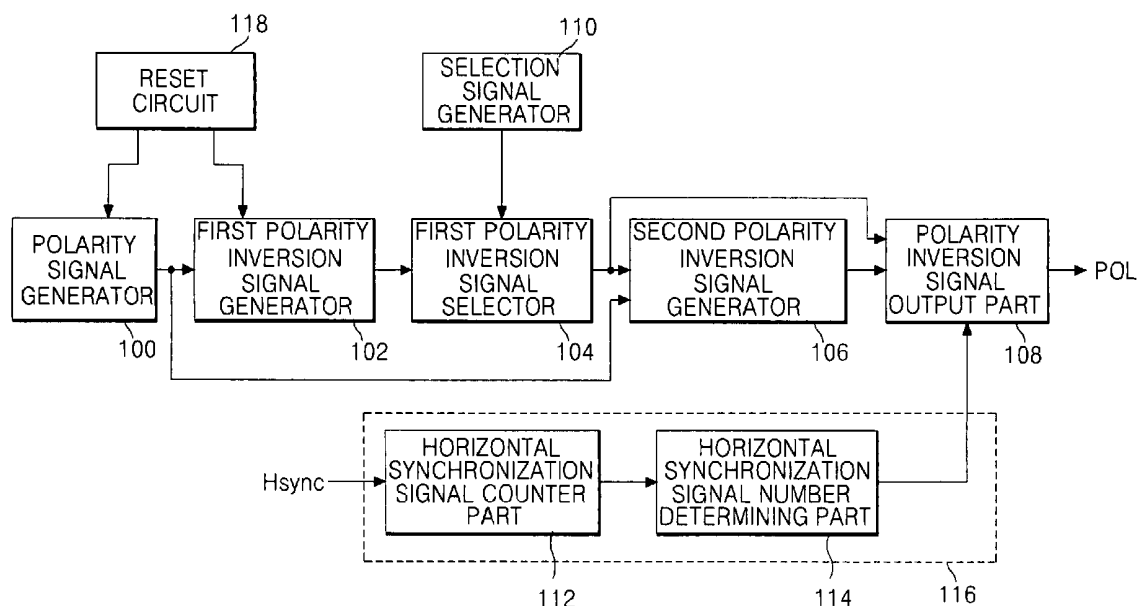 118
110
RESET
CIRCUIT
SELECTION
SIGNAL
GENERATOR
POLARITY
SIGNAL
GENERATOR
FIRST POLARITY
INVERSION
SIGNAL
GENERATOR
FIRST POLARITY
INVERSION
SIGNAL
SELECTOR
SECOND POLARITY
INVERSION
SIGNAL
GENERATOR
POLARITY
INVERSION
SIGNAL
OUTPUT PART
POL
100
102
104
106
108
Hsync
HORIZONTAL
SYNCHRONIZATION
SIGNAL COUNTER
PART
HORIZONTAL
SYNCHRONIZATION
SIGNAL NUMBER
DETERMINING PART
112
114
116